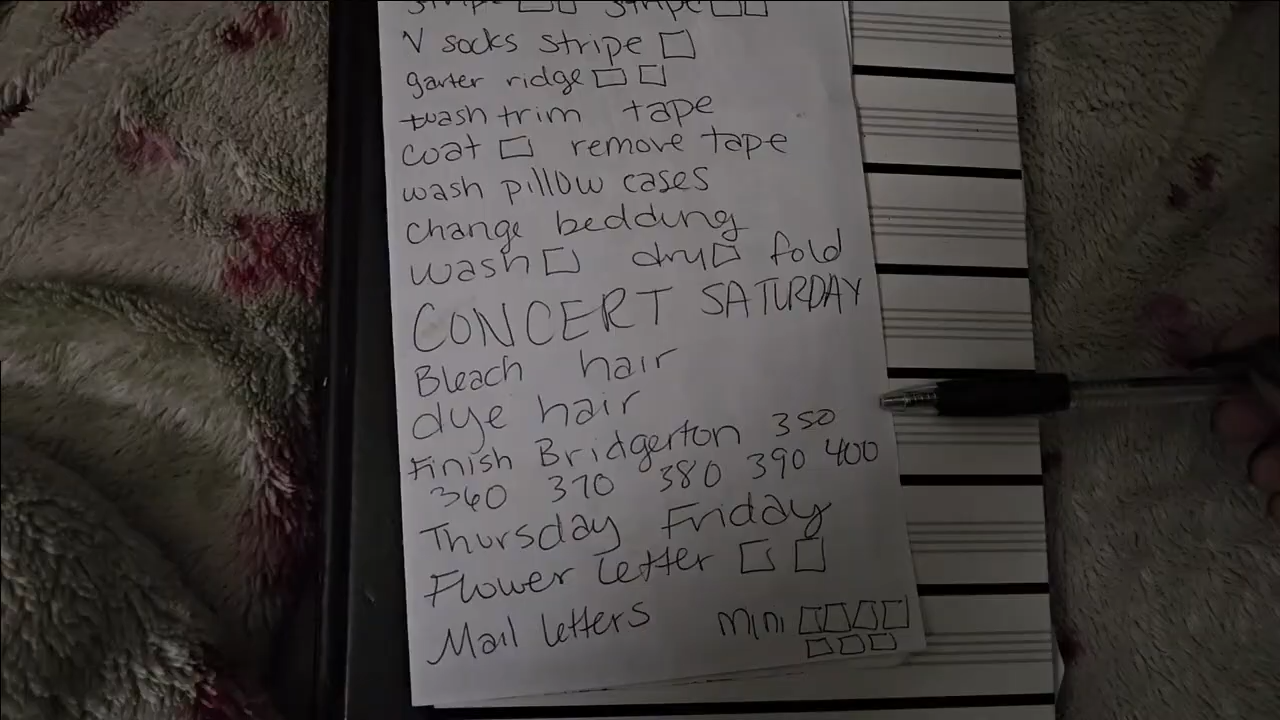 stripe □□ stripe □□
V socks stripe □
garter ridge □ □
wash trim tape
coat □ remove tape
wash pillow cases
change bedding
wash □ dry □ fold
CONCERT SATURDAY
Bleach hair
dye hair
Finish Bridgerton 350
360 370 380 390 400
Thursday Friday
Flower letter □ □
Mail letters mini □□□□
□□□